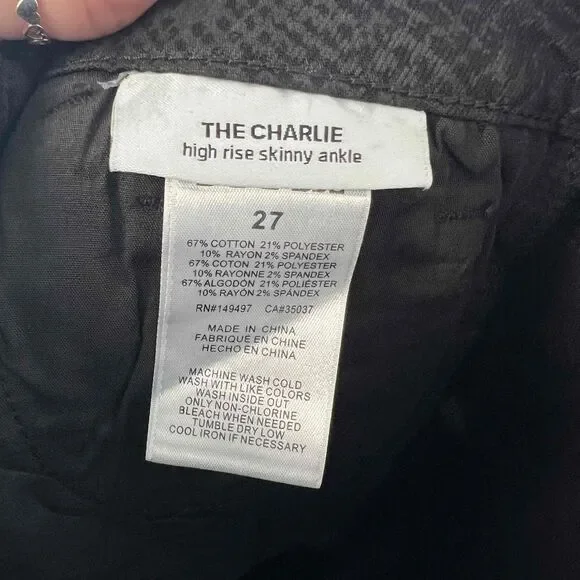 THE CHARLIE
high rise skinny ankle
27
67% COTTON 21% POLYESTER
10% RAYON 2% SPANDEX
67% COTON 21% POLYESTER
10% RAYONNE 2% SPANDEX
67% ALGODÓN 21% POLIÉSTER
10% RAYÓN 2% SPÁNDEX
RN#149497 CA#35037
MADE IN CHINA
FABRIQUÉ EN CHINE
HECHO EN CHINA
MACHINE WASH COLD
WASH WITH LIKE COLORS
WASH INSIDE OUT
ONLY NON-CHLORINE
BLEACH WHEN NEEDED
TUMBLE DRY LOW
COOL IRON IF NECESSARY